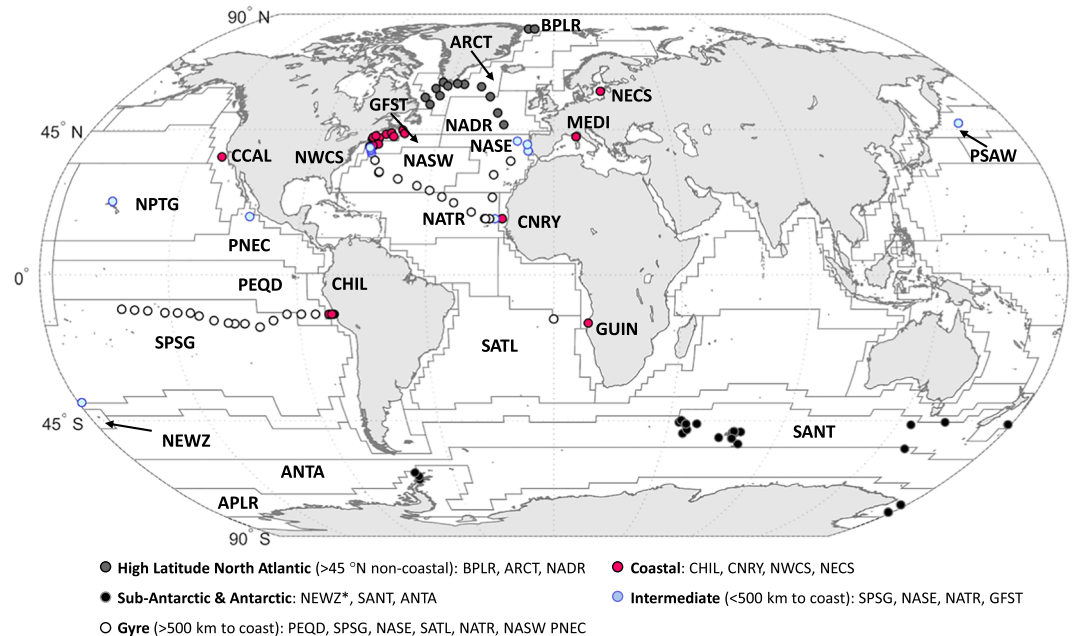 90° N
BPLR
ARCT
NECS
GFST
MEDI
45° N
NADR
NASE
CCAL
NWCS
NASW
PSAW
NPTG
NATR
CNRY
PNEC
0°
PEQD
CHIL
GUIN
SPSG
SATL
45° S
NEWZ
SANT
ANTA
APLR
90° S
High Latitude North Atlantic (>45 °N non-coastal): BPLR, ARCT, NADR
Coastal: CHIL, CNRY, NWCS, NECS
Sub-Antarctic & Antarctic: NEWZ*, SANT, ANTA
Intermediate (<500 km to coast): SPSG, NASE, NATR, GFST
Gyre (>500 km to coast): PEQD, SPSG, NASE, SATL, NATR, NASW PNEC